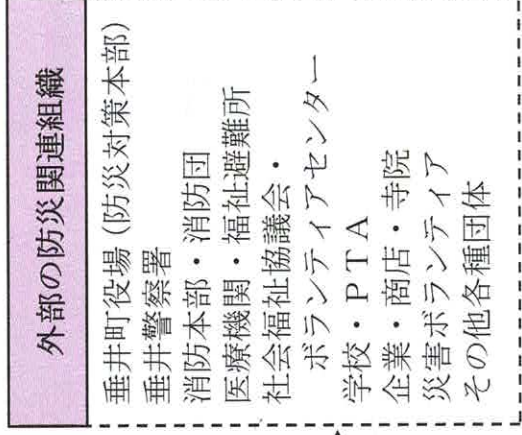 外部の防災関連組織
垂井町役場（防災対策本部）
垂井警察署
消防本部・消防団
医療機関・福祉避難所
社会福祉協議会・
ボランティアセンター
学校・ＰＴＡ
企業・商店・寺院
災害ボランティア
その他各種団体